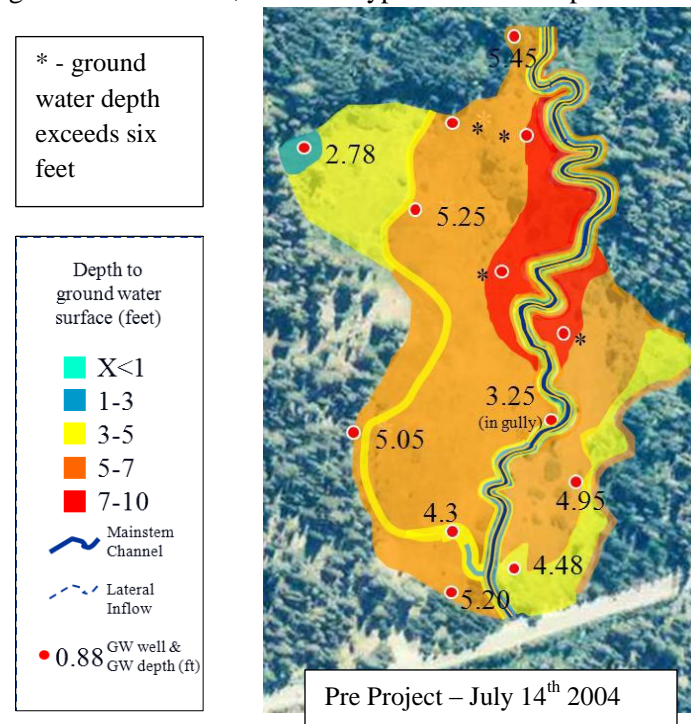 * - ground
water depth
exceeds six
feet
Depth to
ground water
surface (feet)
X<1
1-3
3-5
5-7
7-10
Mainstem
Channel
Lateral
Inflow
0.88 GW well &
GW depth (ft)
5.45
*
*
2.78
5.25
*
*
3.25
(in gully)
5.05
4.95
4.3
4.48
5.20
Pre Project – July 14th 2004